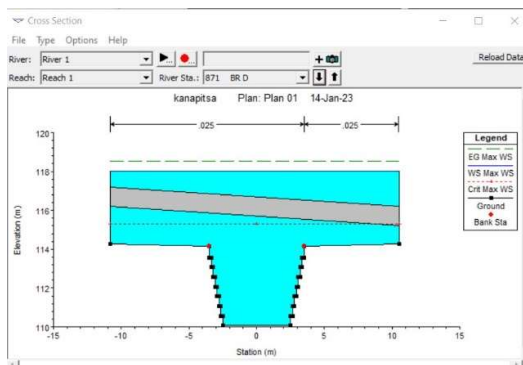 Cross Section
File Type Options Help
River: River 1
Reload Data
Reach: Reach 1 River Sta.: 871 BR D
kanapitsa Plan: Plan 01 14-Jan-23
.025 .025
Legend
EG Max WS
WS Max WS
Crit Max WS
Ground
Bank Sta
Elevation (m)
120
118
116
114
112
110
-15 -10 -5 0 5 10 15
Station (m)